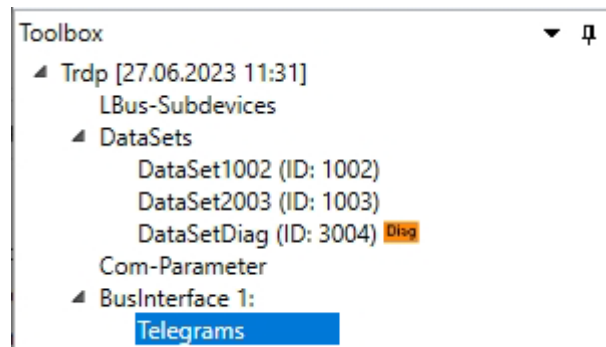 Toolbox
Trdp [27.06.2023 11:31]
LBus-Subdevices
DataSets
DataSet1002 (ID: 1002)
DataSet2003 (ID: 1003)
DataSetDiag (ID: 3004) Diag
Com-Parameter
BusInterface 1:
Telegrams